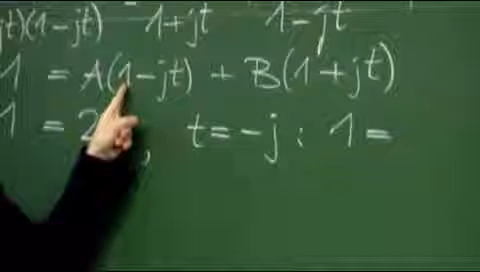 jt)(1-jt) 1+jt 1-jt
1 = A(1-jt) + B(1+jt)
1 = 2 , t=-j: 1=